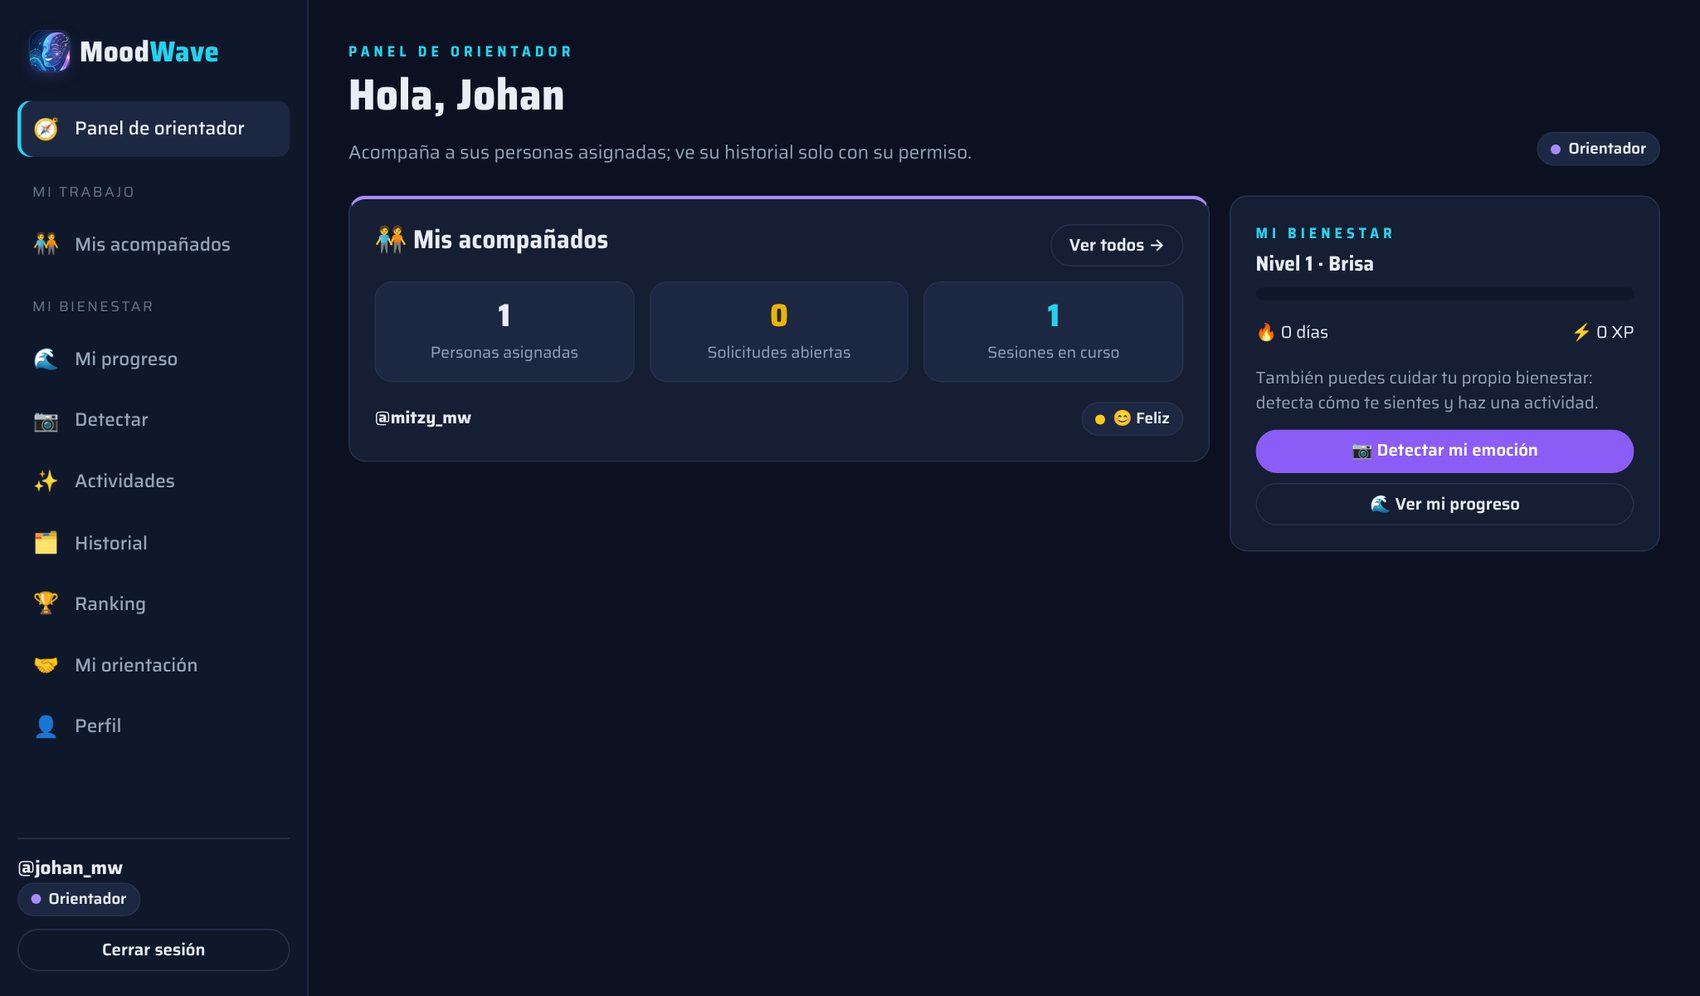 MoodWave
Panel de orientador
MI TRABAJO
Mis acompañados
MI BIENESTAR
Mi progreso
Detectar
Actividades
Historial
Ranking
Mi orientación
Perfil
@johan_mw
Orientador
Cerrar sesión
PANEL DE ORIENTADOR
Hola, Johan
Acompaña a sus personas asignadas; ve su historial solo con su permiso.
Orientador
Mis acompañados
Ver todos →
1
Personas asignadas
0
Solicitudes abiertas
1
Sesiones en curso
@mitzy_mw
😊 Feliz
MI BIENESTAR
Nivel 1 · Brisa
🔥 0 días
⚡ 0 XP
También puedes cuidar tu propio bienestar:
detecta cómo te sientes y haz una actividad.
📷 Detectar mi emoción
🌊 Ver mi progreso